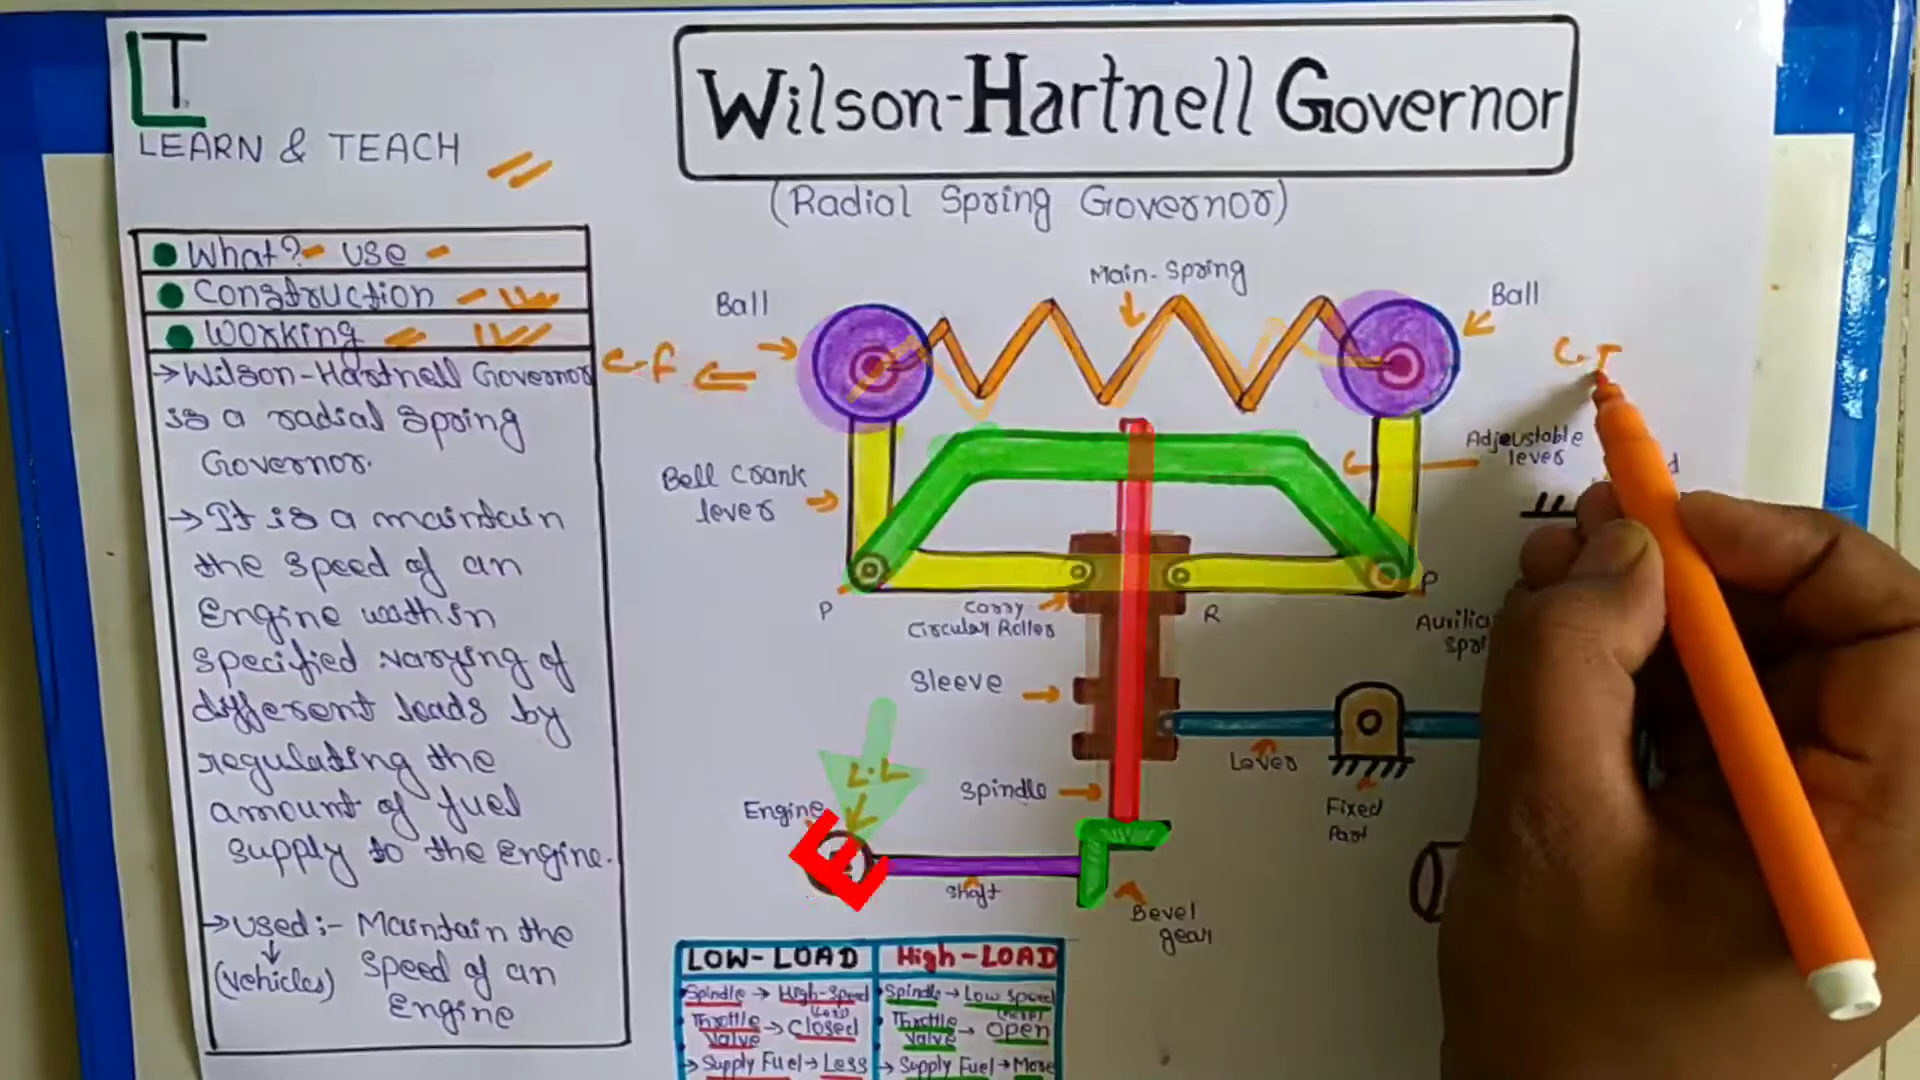 LT
LEARN & TEACH
Wilson-Hartnell Governor
(Radial Spring Governor)
What? USE
Construction
Working
→ Wilson-Hartnell Governor
is a radial Spring
Governor.
→ It is a maintain
the speed of an
Engine within
specified varying of
different loads by
regulating the
amount of fuel
supply to the Engine.
→ Used :- Maintain the
(Vehicles) Speed of an
Engine
Main-Spring
Ball
Ball
C.F
C.F
Bell Crank
lever
Adjeustable
lever
P
P
R
Carry
Circular Roller
Sleeve
Spindle
Lever
Fixed
Part
L.L
Engine
E
Shaft
Bevel
gear
LOW-LOAD
Spindle → High-Speed
(Less)
Throttle → Closed
Valve
→ Supply Fuel → Less
High-LOAD
Spindle → Low Speed
Throttle → Open
Valve
→ Supply Fuel → More